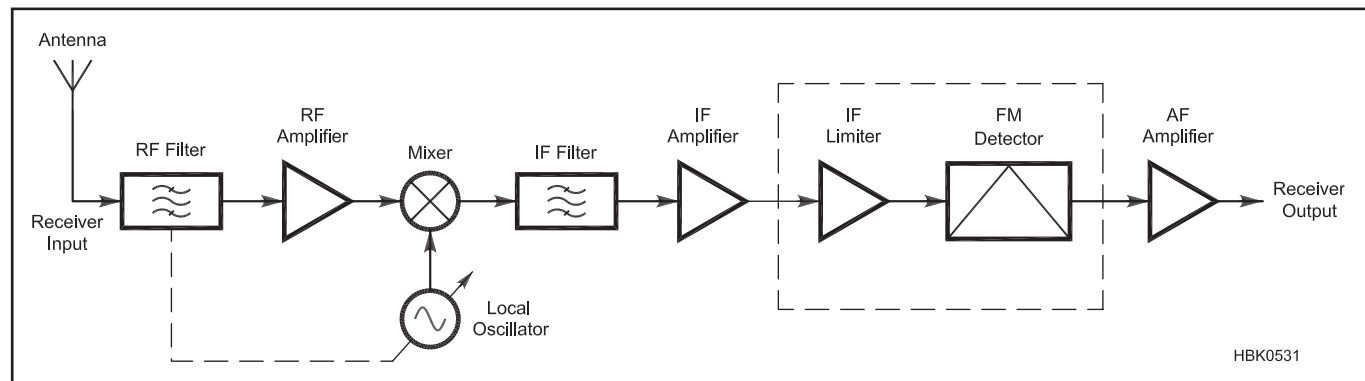 Antenna
Receiver
Input
RF Filter
RF
Amplifier
Mixer
Local
Oscillator
IF Filter
IF
Amplifier
IF
Limiter
FM
Detector
AF
Amplifier
Receiver
Output
HBK0531